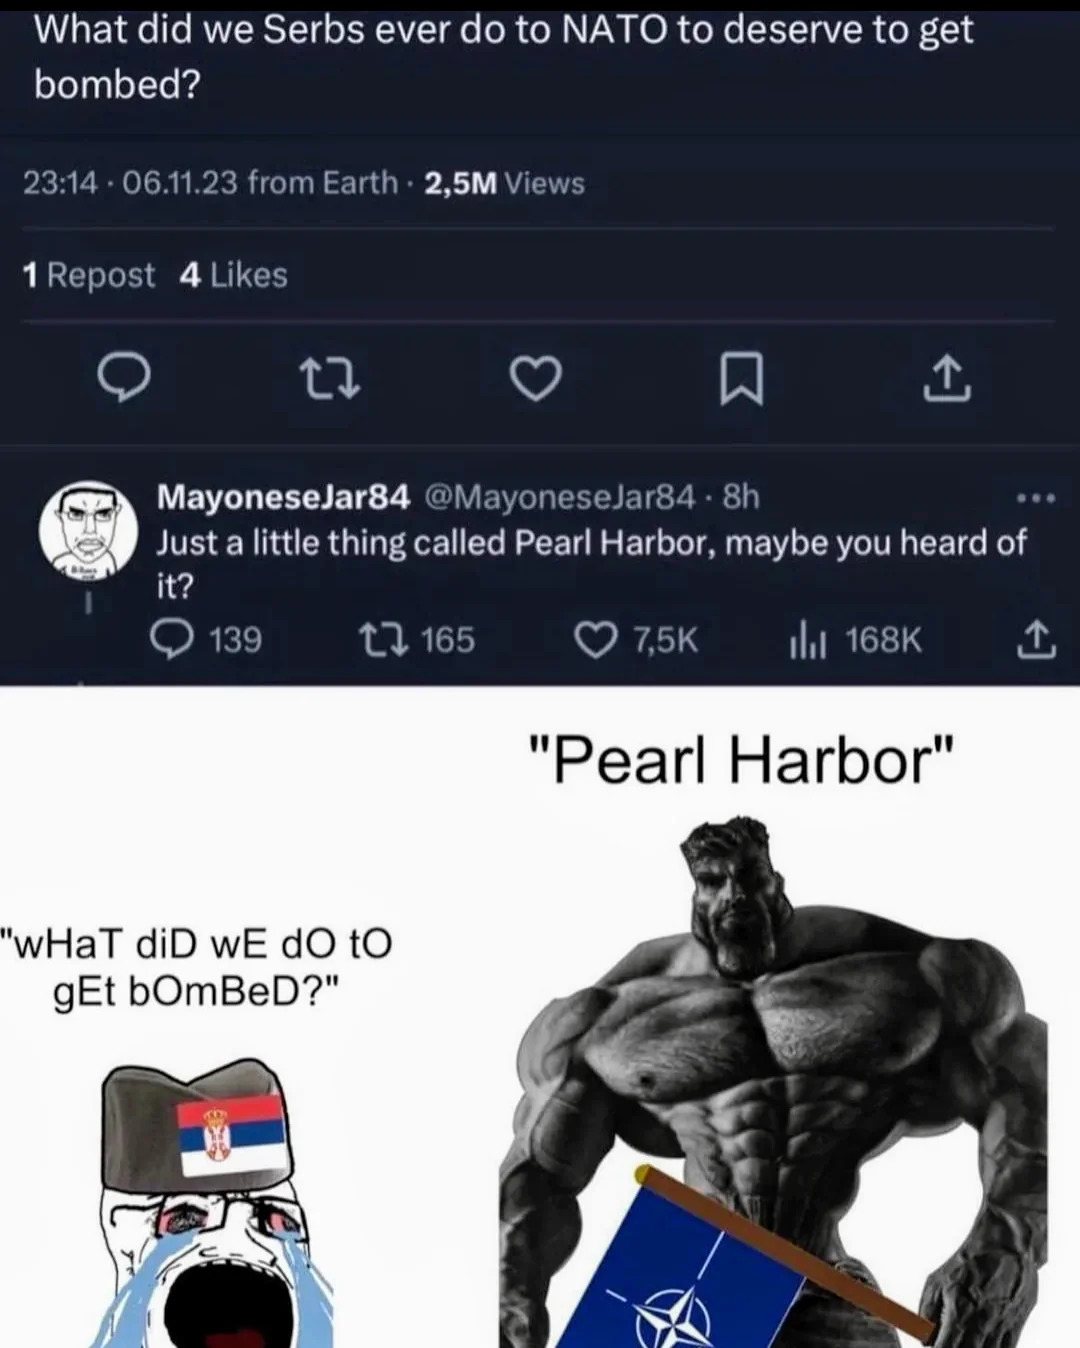 What did we Serbs ever do to NATO to deserve to get
bombed?
23:14 · 06.11.23 from Earth · 2,5M Views
1 Repost 4 Likes
MayoneseJar84 @MayoneseJar84 · 8h
Just a little thing called Pearl Harbor, maybe you heard of
it?
139 165 7,5K 168K
"Pearl Harbor"
"wHaT diD wE dO tO
gEt bOmBeD?"